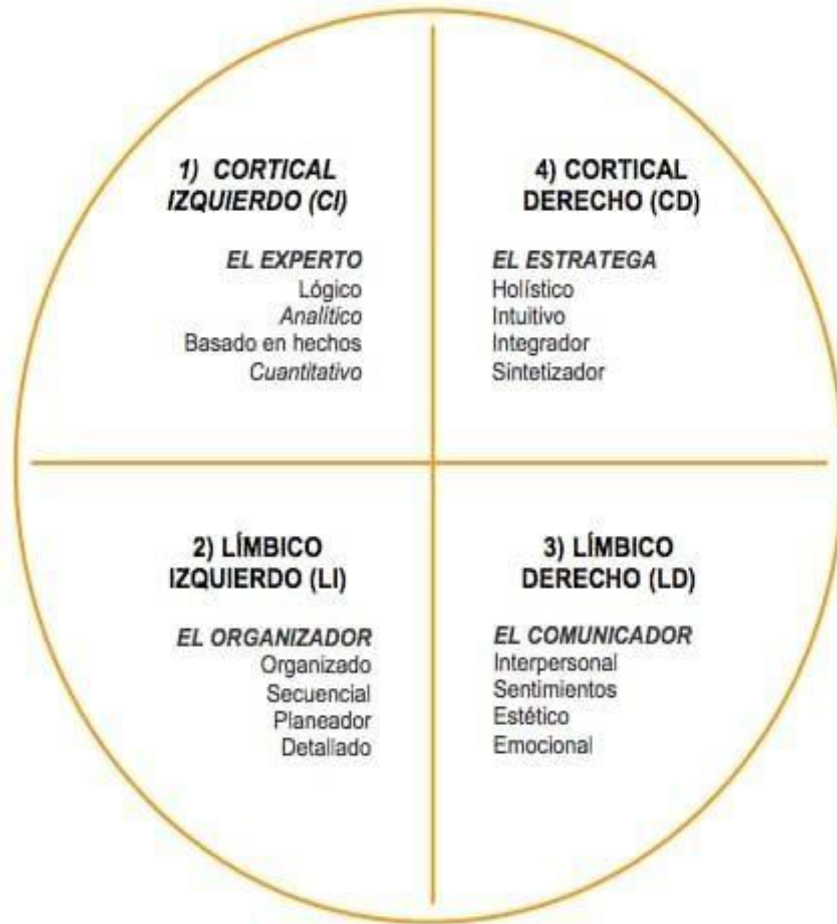 1) CORTICAL
IZQUIERDO (CI)
EL EXPERTO
Lógico
Analítico
Basado en hechos
Cuantitativo
4) CORTICAL
DERECHO (CD)
EL ESTRATEGA
Holístico
Intuitivo
Integrador
Sintetizador
2) LÍMBICO
IZQUIERDO (LI)
EL ORGANIZADOR
Organizado
Secuencial
Planeador
Detallado
3) LÍMBICO
DERECHO (LD)
EL COMUNICADOR
Interpersonal
Sentimientos
Estético
Emocional